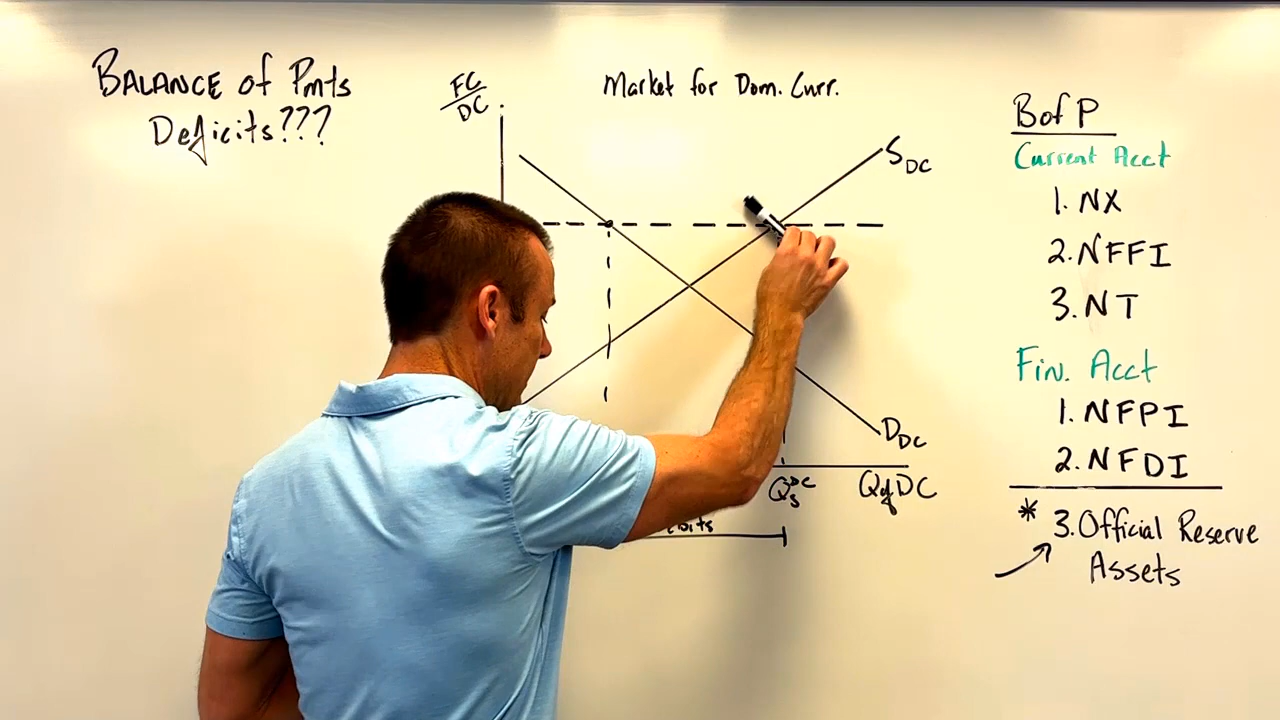 BALANCE of Pmts
Deficits???
FC
DC
Market for Dom. Curr.
S DC
D DC
Q S DC
Q of DC
B of P
Current Acct
1. NX
2. NFFI
3. NT
Fin. Acct
1. NFPI
2. NFDI
* 3. Official Reserve
Assets